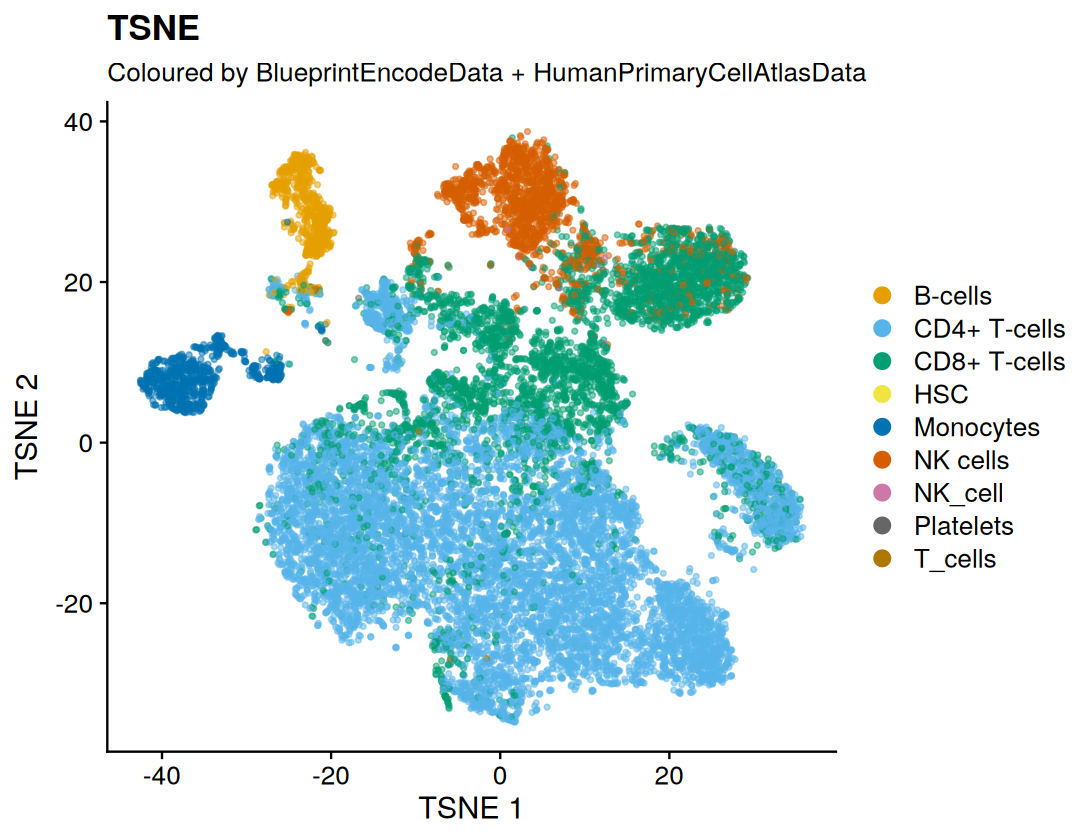 TSNE
Coloured by BlueprintEncodeData + HumanPrimaryCellAtlasData
40
20
0
-20
TSNE 2
-40
-20
0
20
TSNE 1
B-cells
CD4+ T-cells
CD8+ T-cells
HSC
Monocytes
NK cells
NK_cell
Platelets
T_cells